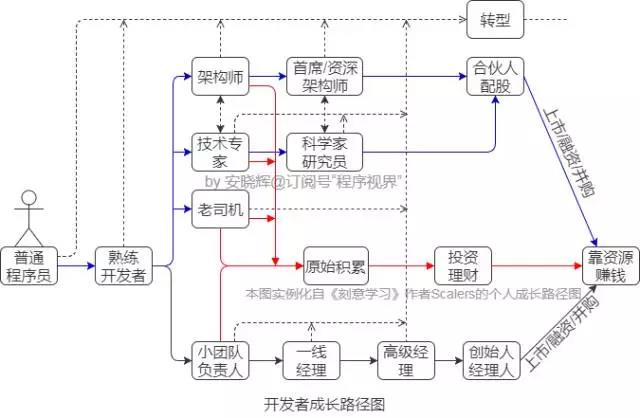 转型
架构师
首席/资深
架构师
合伙人
配股
上市/融资/并购
技术专
家
科学家
研究员
by 安晓辉@订阅号“程序视界”
老司机
普通
程序员
熟练
开发者
原始积累
投资
理财
靠资源
赚钱
本图实例化自《刻意学习》作者Scalers的个人成长路径图
上市/融资/并购
小团队
负责人
一线
经理
高级经
理
创始人
经理人
开发者成长路径图